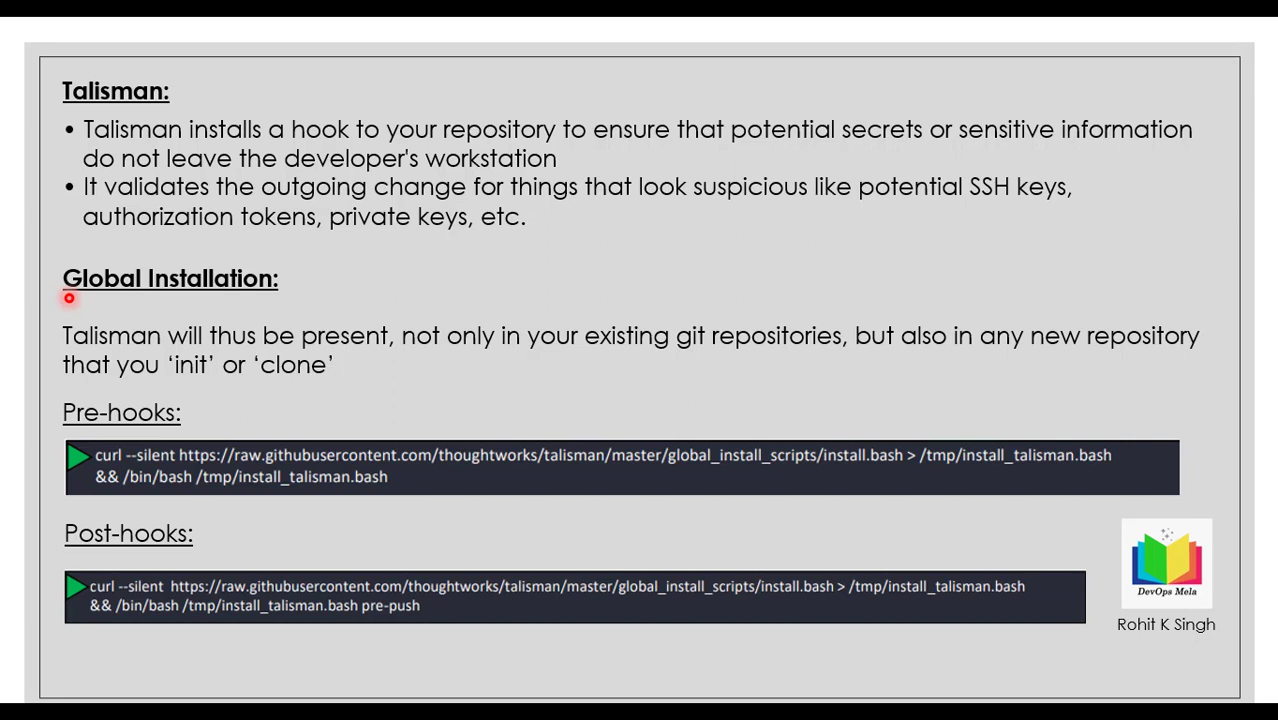 Talisman:
• Talisman installs a hook to your repository to ensure that potential secrets or sensitive information
do not leave the developer's workstation
• It validates the outgoing change for things that look suspicious like potential SSH keys,
authorization tokens, private keys, etc.
Global Installation:
Talisman will thus be present, not only in your existing git repositories, but also in any new repository
that you ‘init’ or ‘clone’
Pre-hooks:
curl --silent https://raw.githubusercontent.com/thoughtworks/talisman/master/global_install_scripts/install.bash > /tmp/install_talisman.bash
&& /bin/bash /tmp/install_talisman.bash
Post-hooks:
curl --silent  https://raw.githubusercontent.com/thoughtworks/talisman/master/global_install_scripts/install.bash > /tmp/install_talisman.bash
&& /bin/bash /tmp/install_talisman.bash pre-push
DevOps Mela
Rohit K Singh